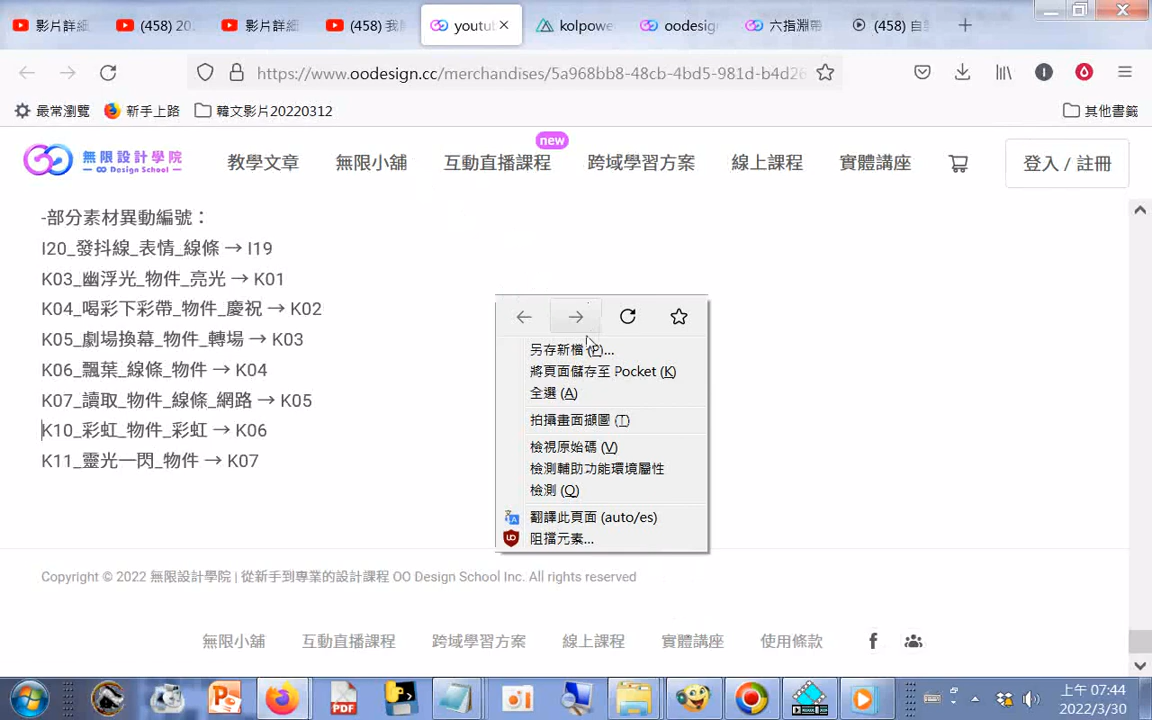 影片詳細
(458) 20
影片詳細
(458) 我
youtu
kolpowe
oodesig
六指淵
(458) 自
https://www.oodesign.cc/merchandises/5a968bb8-48cb-4bd5-981d-b4d26
最常瀏覽
新手上路
韓文影片20220312
其他書籤
無限設計學院
∞ Design School
教學文章
無限小舖
new
互動直播課程
跨域學習方案
線上課程
實體講座
登入 / 註冊
-部分素材異動編號：
I20_發抖線_表情_線條 → I19
K03_幽浮光_物件_亮光 → K01
K04_喝彩下彩帶_物件_慶祝 → K02
K05_劇場換幕_物件_轉場 → K03
K06_飄葉_線條_物件 → K04
K07_讀取_物件_線條_網路 → K05
K10_彩虹_物件_彩虹 → K06
K11_靈光一閃_物件 → K07
另存新檔 (P)...
將頁面儲存至 Pocket (K)
全選 (A)
拍攝畫面擷圖 (T)
檢視原始碼 (V)
檢測輔助功能環境屬性
檢測 (Q)
翻譯此頁面 (auto/es)
阻擋元素...
Copyright © 2022 無限設計學院 | 從新手到專業的設計課程 OO Design School Inc. All rights reserved
無限小舖
互動直播課程
跨域學習方案
線上課程
實體講座
使用條款
上午 07:44
2022/3/30